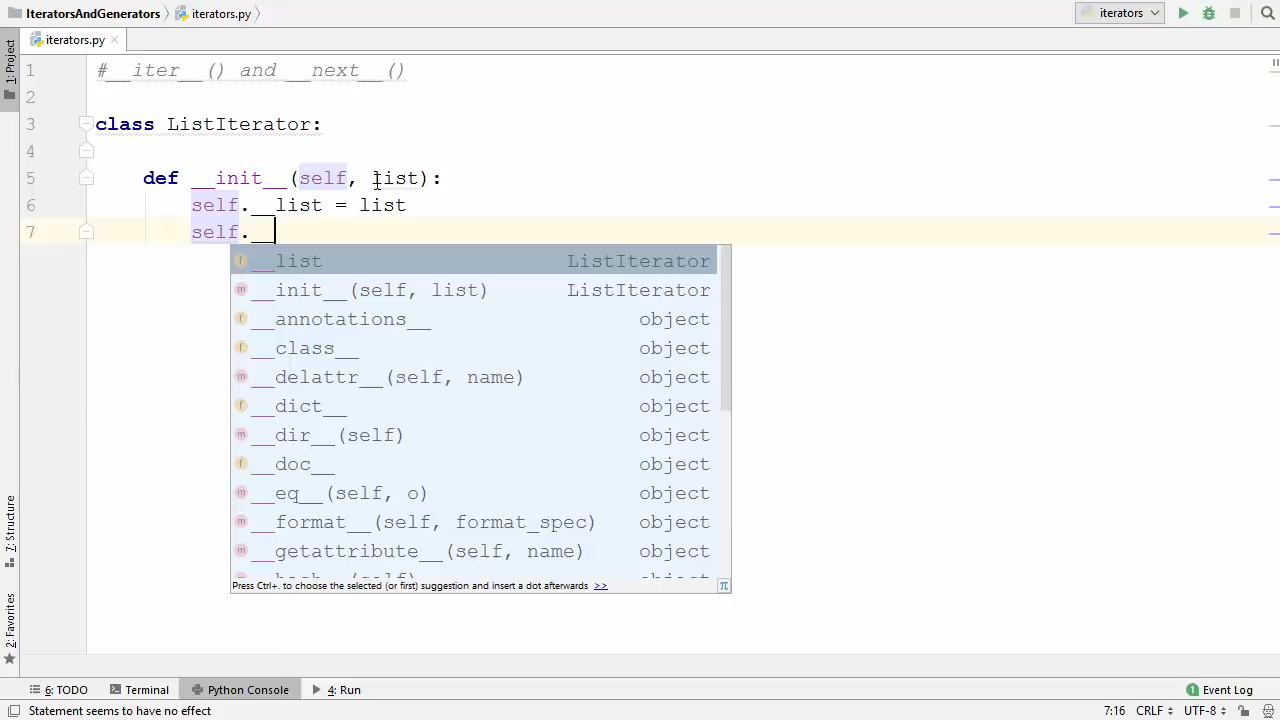 IteratorsAndGenerators iterators.py iterators
iterators.py
1: Project
1 #__iter__() and __next__()
2
3 class ListIterator:
4
5 def __init__(self, list):
6 self.__list = list
7 self.__
__list ListIterator
__init__(self, list) ListIterator
__annotations__ object
__class__ object
__delattr__(self, name) object
__dict__ object
__dir__(self) object
__doc__ object
__eq__(self, o) object
__format__(self, format_spec) object
__getattribute__(self, name) object
Press Ctrl+. to choose the selected (or first) suggestion and insert a dot afterwards >> π
7: Structure
2: Favorites
6: TODO Terminal Python Console 4: Run 1 Event Log
Statement seems to have no effect 7:16 CRLF UTF-8